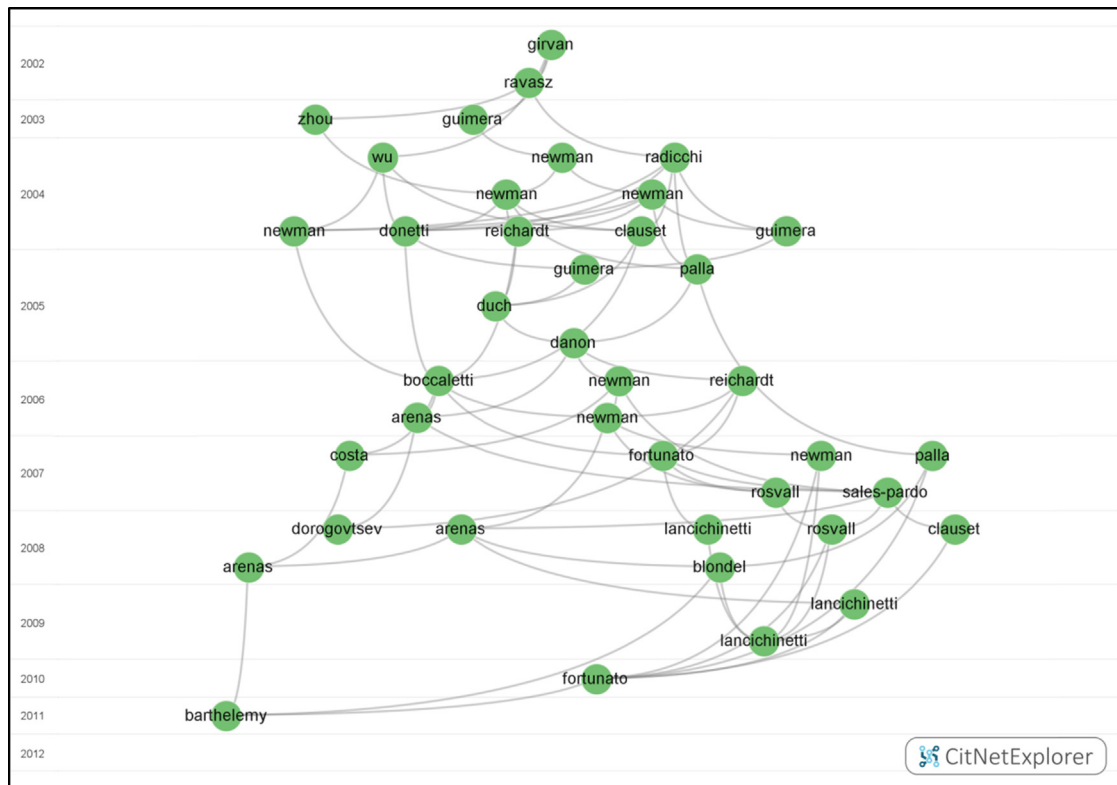 girvan
2002
ravasz
2003
zhou
guimera
wu
newman
radicchi
2004
newman
newman
newman
donetti
reichardt
clauset
guimera
guimera
palla
2005
duch
danon
boccaletti
newman
reichardt
2006
arenas
newman
costa
fortunato
newman
palla
2007
rosvall
sales-pardo
dorogovtsev
arenas
lancichinetti
rosvall
clauset
2008
arenas
blondel
lancichinetti
2009
lancichinetti
2010
fortunato
2011
barthelemy
2012
CitNetExplorer